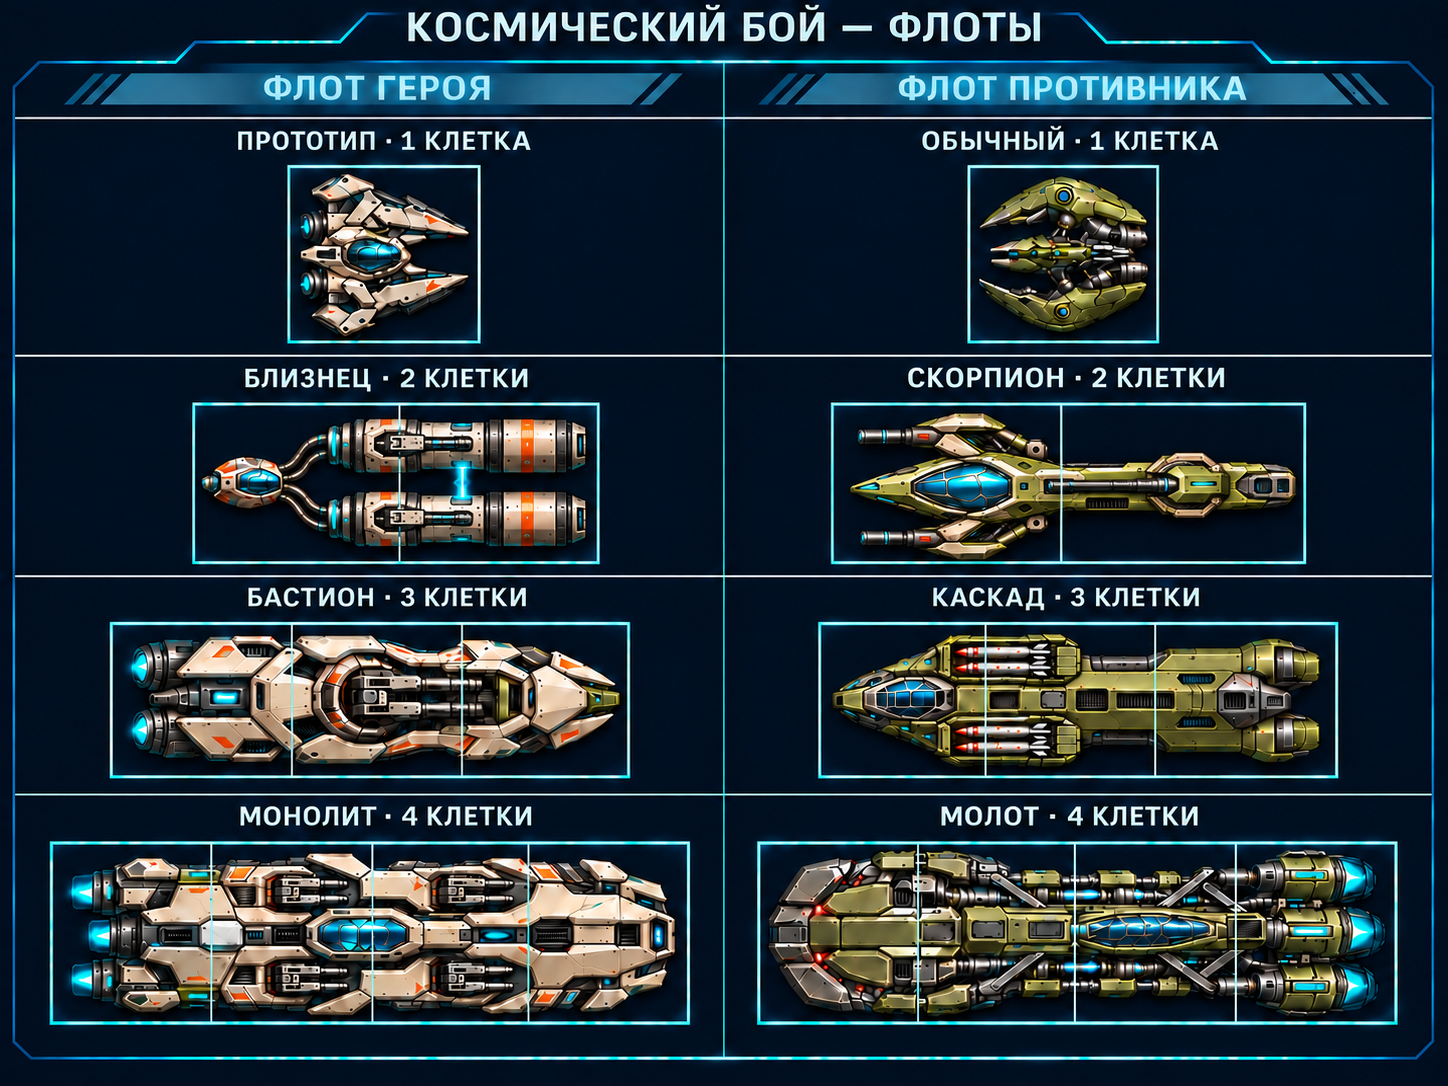 КОСМИЧЕСКИЙ БОЙ — ФЛОТЫ
ФЛОТ ГЕРОЯ
ФЛОТ ПРОТИВНИКА
ПРОТОТИП · 1 КЛЕТКА
ОБЫЧНЫЙ · 1 КЛЕТКА
БЛИЗНЕЦ · 2 КЛЕТКИ
СКОРПИОН · 2 КЛЕТКИ
БАСТИОН · 3 КЛЕТКИ
КАСКАД · 3 КЛЕТКИ
МОНОЛИТ · 4 КЛЕТКИ
МОЛОТ · 4 КЛЕТКИ